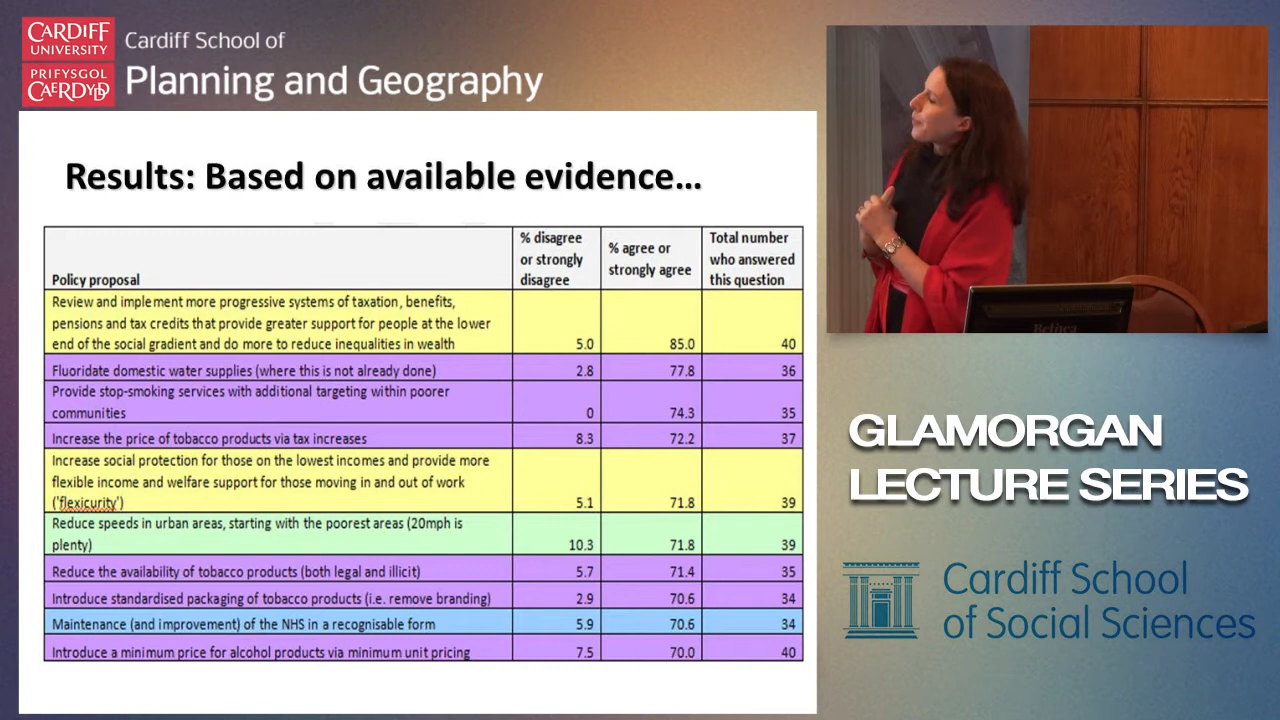 CARDIFF
UNIVERSITY
PRIFYSGOL
CAERDYDD
Cardiff School of
Planning and Geography
Results: Based on available evidence...
Policy proposal
% disagree
or strongly
disagree
% agree or
strongly agree
Total number
who answered
this question
Review and implement more progressive systems of taxation, benefits,
pensions and tax credits that provide greater support for people at the lower
end of the social gradient and do more to reduce inequalities in wealth 5.0 85.0 40
Fluoridate domestic water supplies (where this is not already done) 2.8 77.8 36
Provide stop-smoking services with additional targeting within poorer
communities 0 74.3 35
Increase the price of tobacco products via tax increases 8.3 72.2 37
Increase social protection for those on the lowest incomes and provide more
flexible income and welfare support for those moving in and out of work
('flexicurity') 5.1 71.8 39
Reduce speeds in urban areas, starting with the poorest areas (20mph is
plenty) 10.3 71.8 39
Reduce the availability of tobacco products (both legal and illicit) 5.7 71.4 35
Introduce standardised packaging of tobacco products (i.e. remove branding) 2.9 70.6 34
Maintenance (and improvement) of the NHS in a recognisable form 5.9 70.6 34
Introduce a minimum price for alcohol products via minimum unit pricing 7.5 70.0 40
GLAMORGAN
LECTURE SERIES
Cardiff School
of Social Sciences